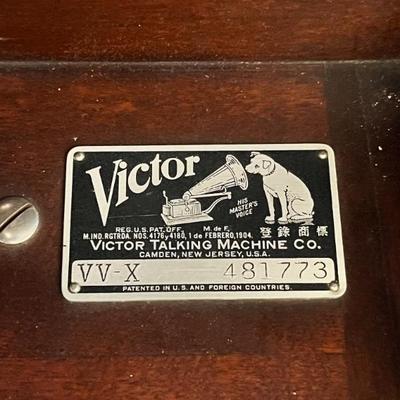 Victor
HIS
MASTER'S
VOICE
REG. U.S. PAT. OFF. M. de F.
M. IND. RGTRDA. NOS. 4176-4180, 1 de FEBRERO, 1904. 登録商標
VICTOR TALKING MACHINE CO.
CAMDEN, NEW JERSEY, U.S.A.
VV-X 481773
PATENTED IN U.S. AND FOREIGN COUNTRIES.